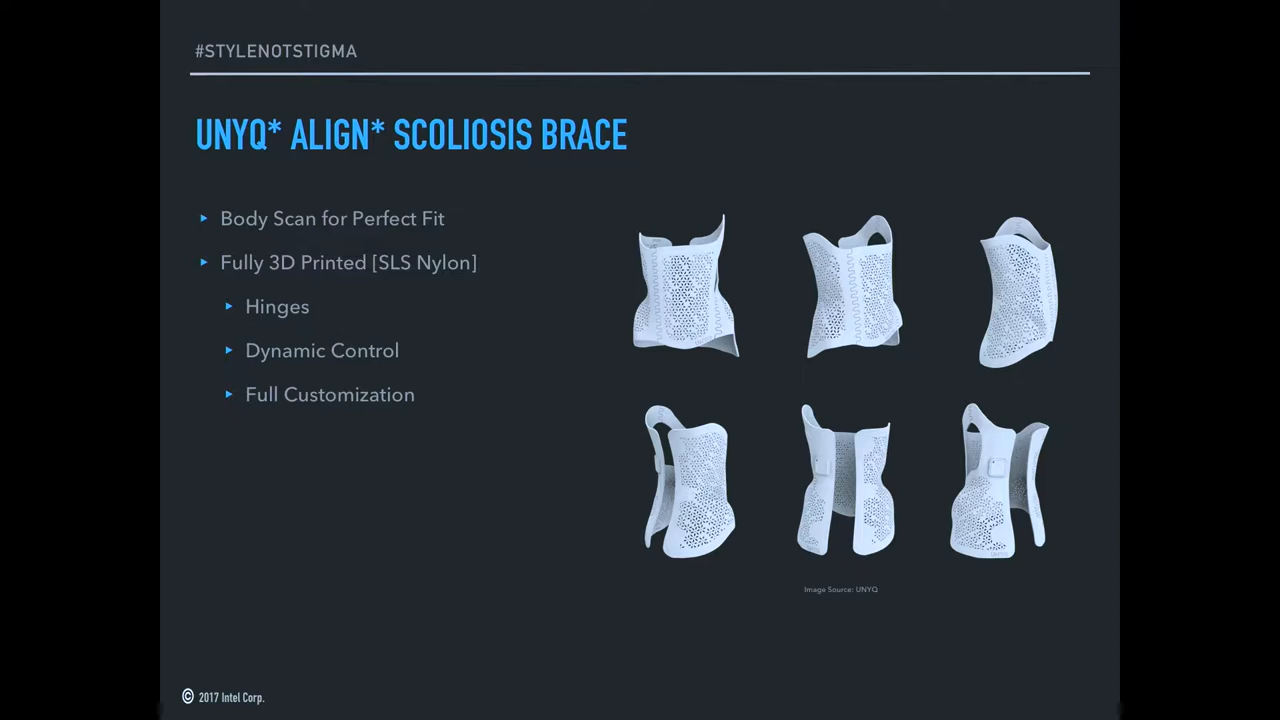 #STYLENOTSTIGMA
UNYQ* ALIGN* SCOLIOSIS BRACE
▸ Body Scan for Perfect Fit
▸ Fully 3D Printed [SLS Nylon]
▸ Hinges
▸ Dynamic Control
▸ Full Customization
Image Source: UNYQ
© 2017 Intel Corp.